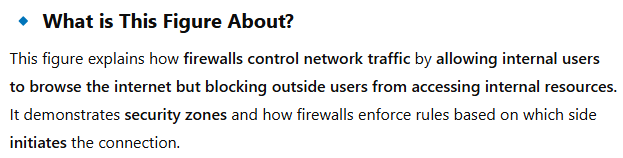 What is This Figure About?
This figure explains how firewalls control network traffic by allowing internal users
to browse the internet but blocking outside users from accessing internal resources.
It demonstrates security zones and how firewalls enforce rules based on which side
initiates the connection.